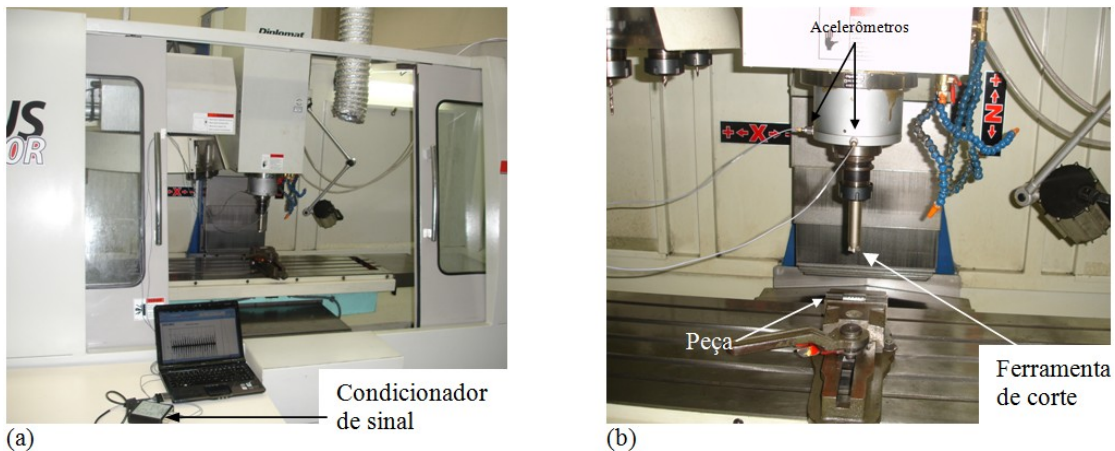 Diplomat
US
OR
X
Condicionador
de sinal
(a)
Acelerômetros
+ ← X → -
+ ← Z → -
Peça
Ferramenta
de corte
(b)